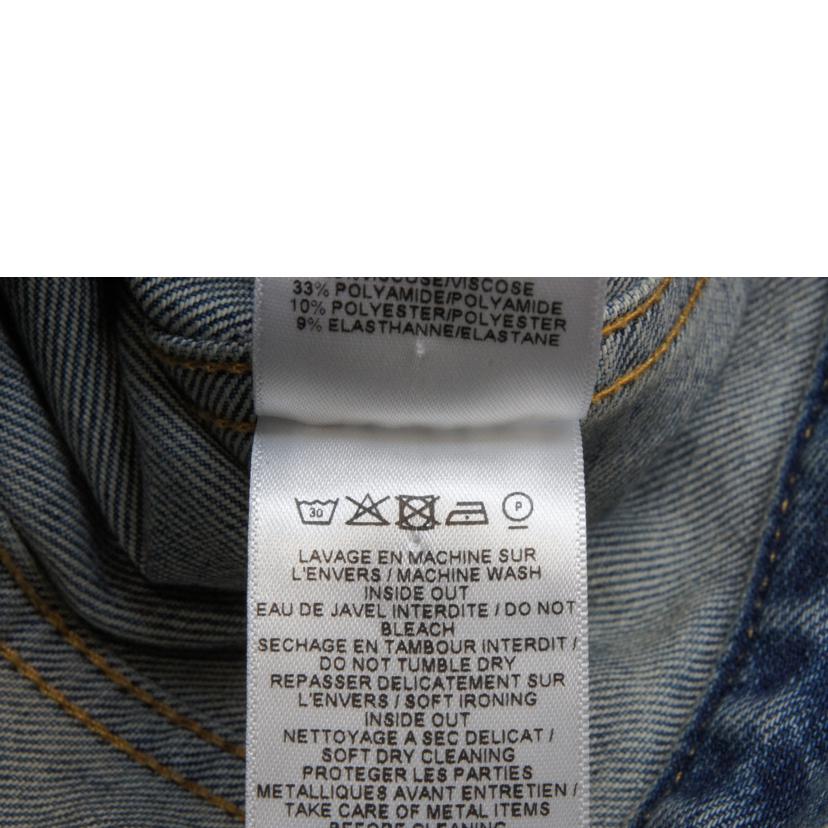 33% POLYAMIDE/POLYAMIDE
10% POLYESTER/POLYESTER
9% ELASTHANNE/ELASTANE
30 P
LAVAGE EN MACHINE SUR
L'ENVERS / MACHINE WASH
INSIDE OUT
EAU DE JAVEL INTERDITE / DO NOT
BLEACH
SECHAGE EN TAMBOUR INTERDIT /
DO NOT TUMBLE DRY
REPASSER DELICATEMENT SUR
L'ENVERS / SOFT IRONING
INSIDE OUT
NETTOYAGE A SEC DELICAT /
SOFT DRY CLEANING
PROTEGER LES PARTIES
METALLIQUES AVANT ENTRETIEN /
TAKE CARE OF METAL ITEMS
BEFORE CLEANING